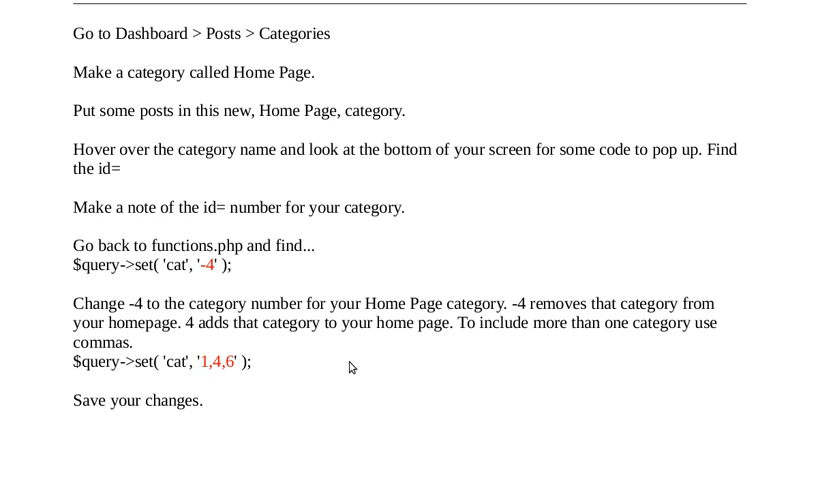 Go to Dashboard > Posts > Categories
Make a category called Home Page.
Put some posts in this new, Home Page, category.
Hover over the category name and look at the bottom of your screen for some code to pop up. Find
the id=
Make a note of the id= number for your category.
Go back to functions.php and find...
$query->set( 'cat', '-4' );
Change -4 to the category number for your Home Page category. -4 removes that category from
your homepage. 4 adds that category to your home page. To include more than one category use
commas.
$query->set( 'cat', '1,4,6' );
Save your changes.